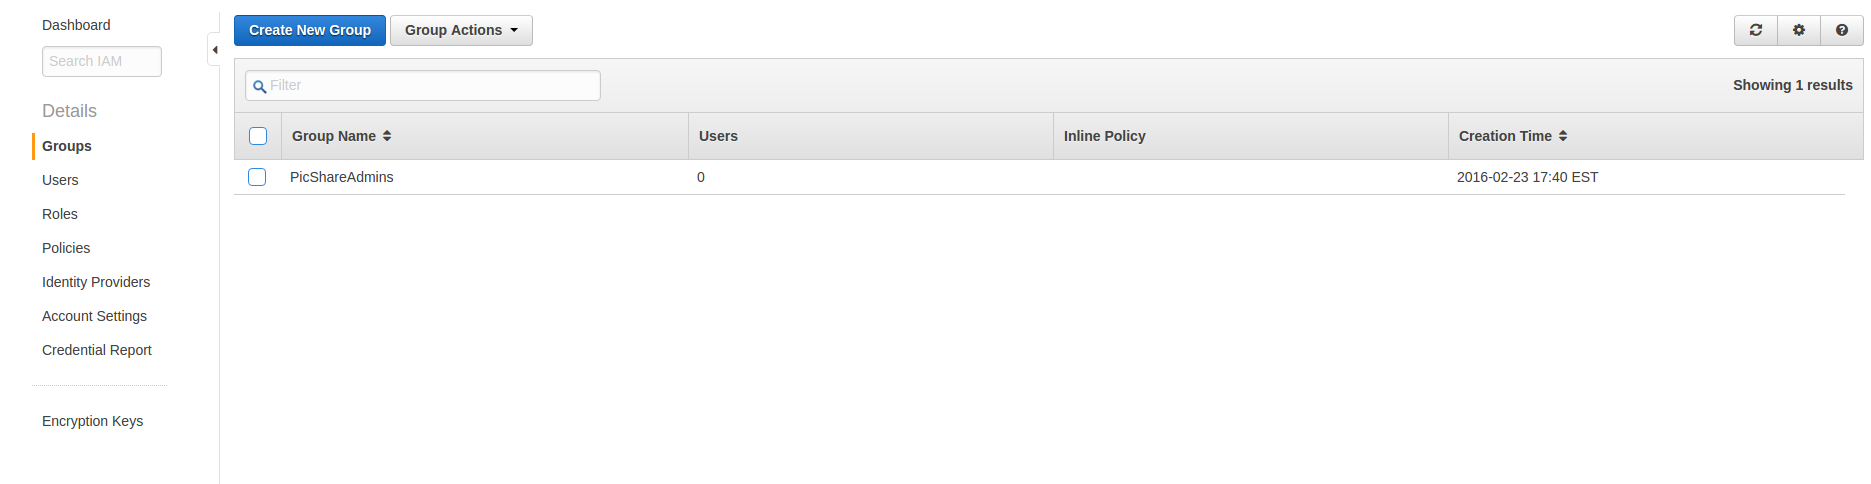 Dashboard
Search IAM
Details
Groups
Users
Roles
Policies
Identity Providers
Account Settings
Credential Report
Encryption Keys
Create New Group
Group Actions
Filter
Showing 1 results
Group Name
Users
Inline Policy
Creation Time
PicShareAdmins
0
2016-02-23 17:40 EST